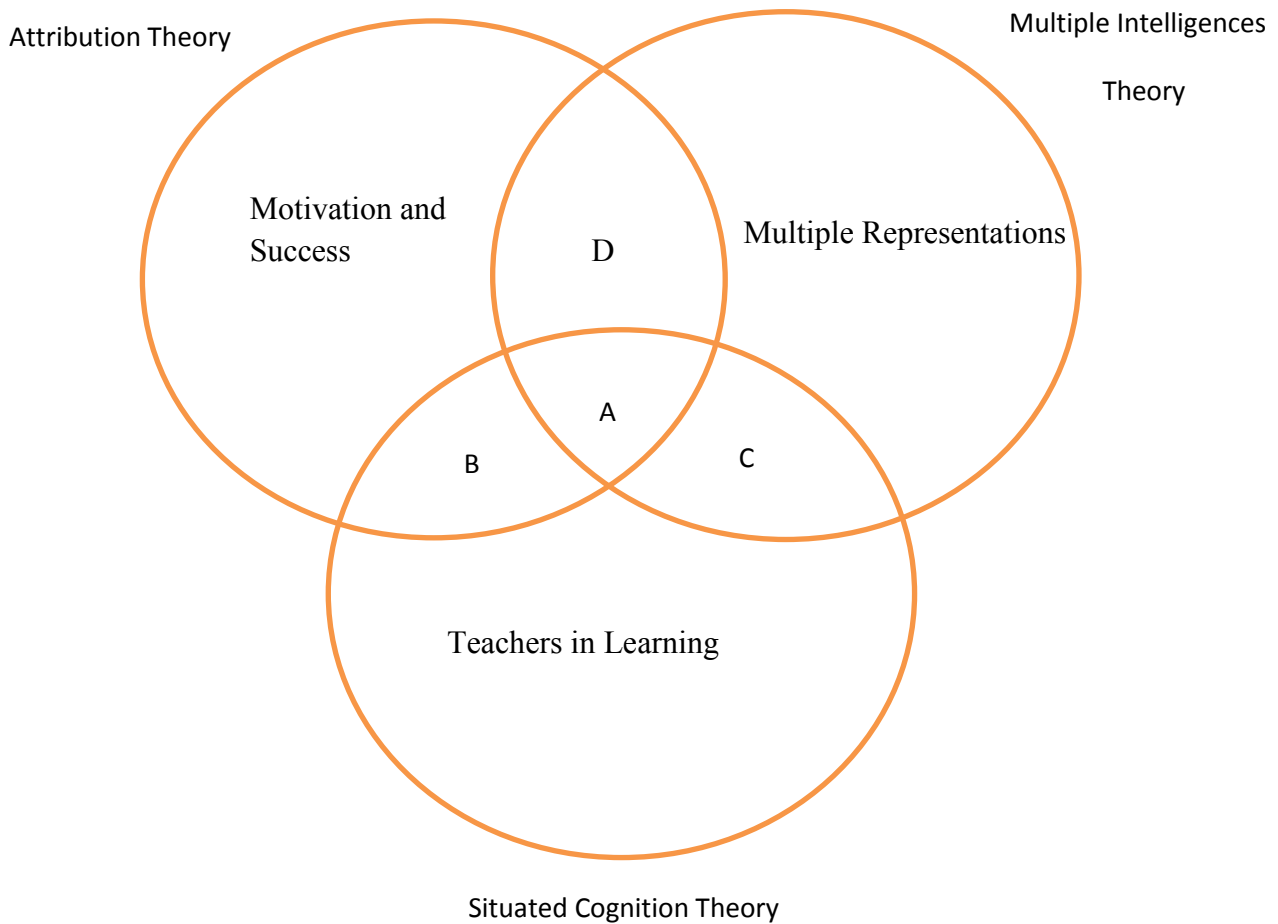 Attribution Theory
Multiple Intelligences
Theory
Motivation and
Success
D
Multiple Representations
A
B
C
Teachers in Learning
Situated Cognition Theory